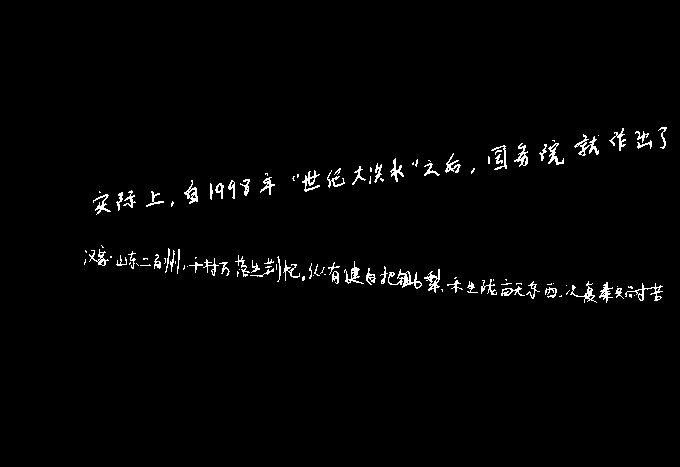 实际上，自1998年“世纪大洪水”之后，国务院就作出了
汉家山东二百州，千村万落生荆杞。纵有健自把锄犁，禾生陇亩无东西。况复秦兵耐苦